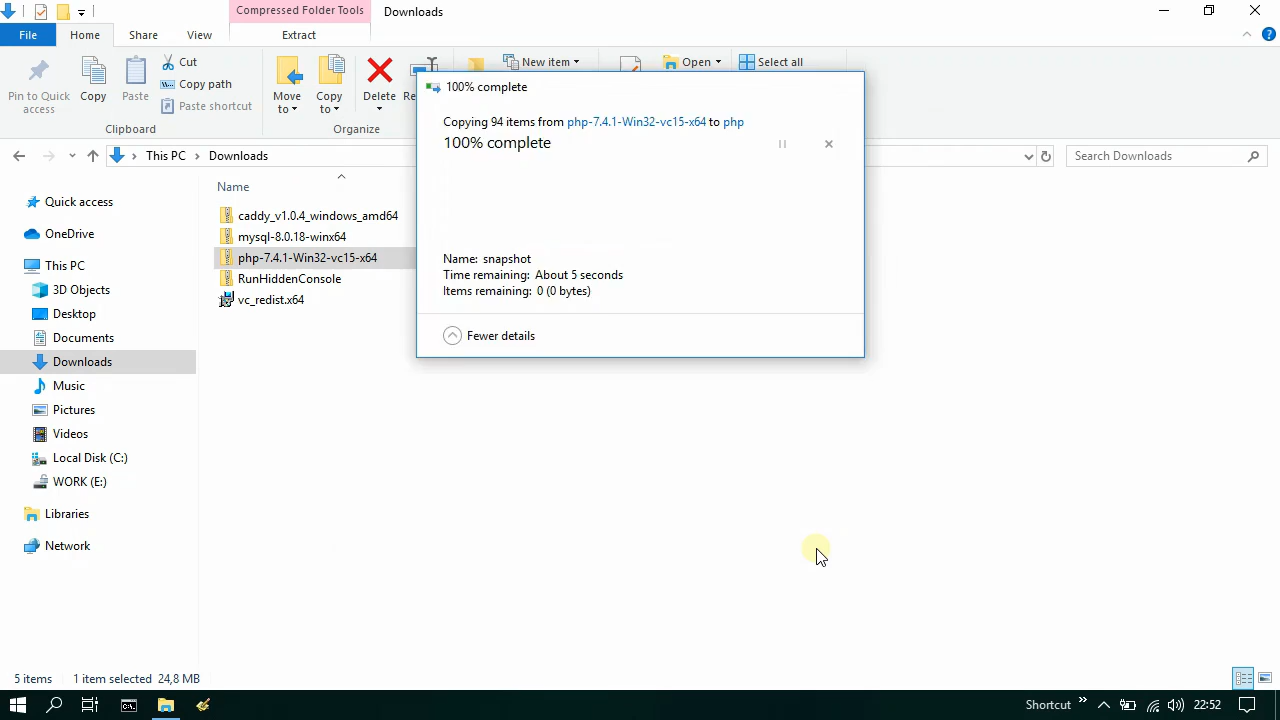 Compressed Folder Tools
Downloads
File
Home
Share
View
Extract
Pin to Quick access
Copy
Paste
Cut
Copy path
Paste shortcut
Clipboard
Move to
Copy to
Delete
Organize
New item
Open
Select all
This PC
Downloads
Search Downloads
Quick access
OneDrive
This PC
3D Objects
Desktop
Documents
Downloads
Music
Pictures
Videos
Local Disk (C:)
WORK (E:)
Libraries
Network
Name
caddy_v1.0.4_windows_amd64
mysql-8.0.18-winx64
php-7.4.1-Win32-vc15-x64
RunHiddenConsole
vc_redist.x64
100% complete
Copying 94 items from php-7.4.1-Win32-vc15-x64 to php
100% complete
Name: snapshot
Time remaining: About 5 seconds
Items remaining: 0 (0 bytes)
Fewer details
5 items
1 item selected 24,8 MB
Shortcut
22:52